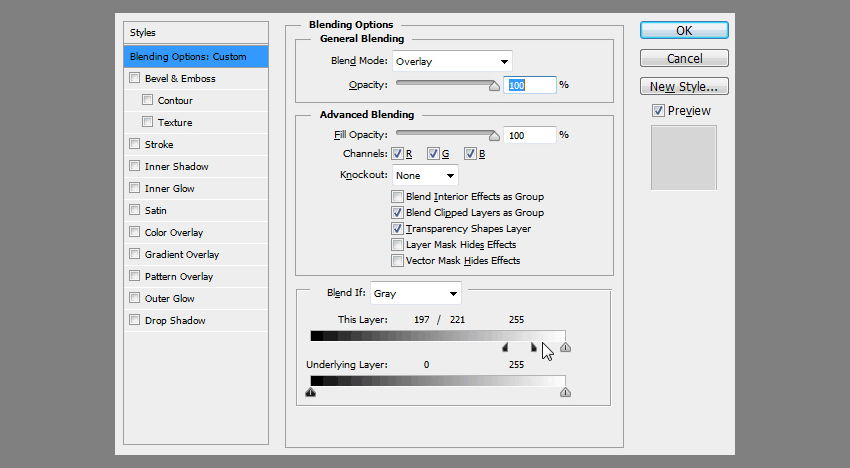 Styles
Blending Options: Custom
Bevel & Emboss
Contour
Texture
Stroke
Inner Shadow
Inner Glow
Satin
Color Overlay
Gradient Overlay
Pattern Overlay
Outer Glow
Drop Shadow
Blending Options
General Blending
Blend Mode: Overlay
Opacity: 100 %
Advanced Blending
Fill Opacity: 100 %
Channels: R G B
Knockout: None
Blend Interior Effects as Group
Blend Clipped Layers as Group
Transparency Shapes Layer
Layer Mask Hides Effects
Vector Mask Hides Effects
Blend If: Gray
This Layer: 197 / 221 255
Underlying Layer: 0 255
OK
Cancel
New Style...
Preview